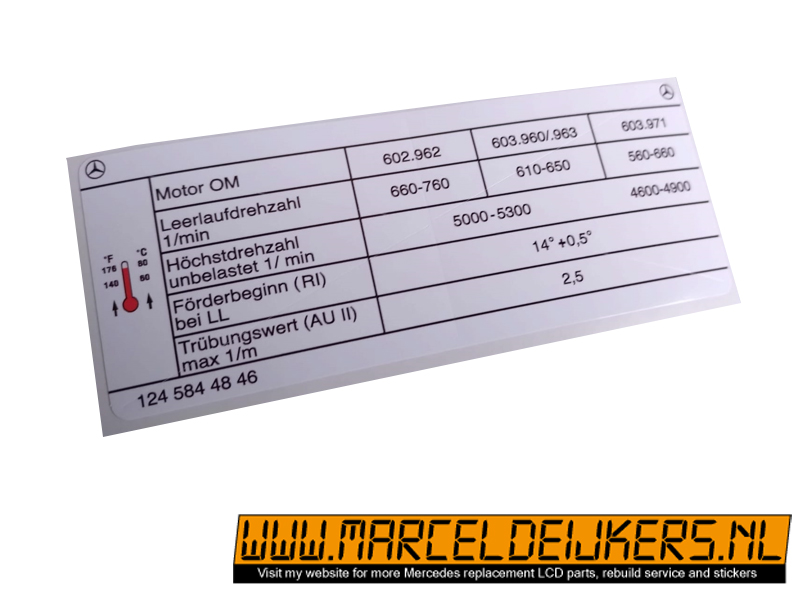 Motor OM 602.962 603.960/.963 603.971
Leerlaufdrehzahl
1/min 660-760 610-650 560-660
Höchstdrehzahl
unbelastet 1/ min 5000-5300 4600-4900
Förderbeginn (RI)
bei LL 14° +0,5°
Trübungswert (AU II)
max 1/m 2,5
°F °C
176 80
140 60
124 584 48 46
WWW.MARCELDEIJKERS.NL
Visit my website for more Mercedes replacement LCD parts, rebuild service and stickers